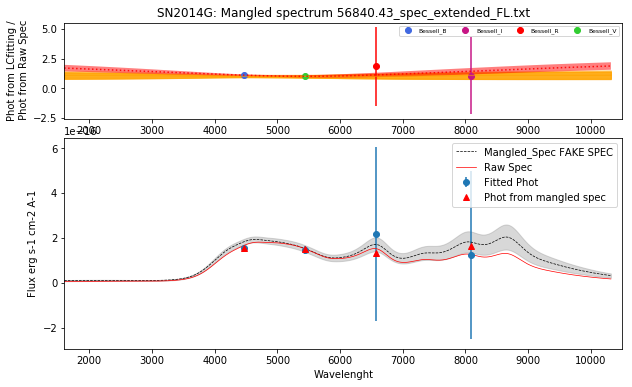 SN2014G: Mangled spectrum 56840.43_spec_extended_FL.txt
Phot from LCfitting /
Phot from Raw Spec
5.0
2.5
0.0
−2.5
Bessell_B
Bessell_I
Bessell_R
Bessell_V
2000 3000 4000 5000 6000 7000 8000 9000 10000
Flux erg s-1 cm-2 A-1
6
4
2
0
−2
Mangled_Spec FAKE SPEC
Raw Spec
Fitted Phot
Phot from mangled spec
2000 3000 4000 5000 6000 7000 8000 9000 10000
Wavelenght